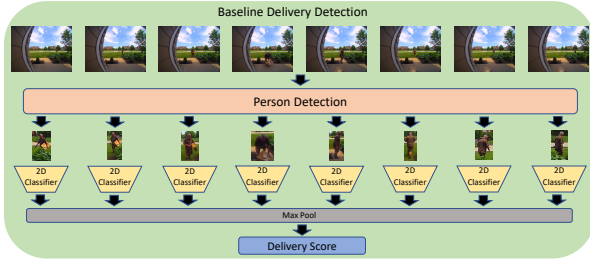 Baseline Delivery Detection
Person Detection
2D 2D 2D 2D 2D 2D 2D 2D
Classifier Classifier Classifier Classifier Classifier Classifier Classifier Classifier
Max Pool
Delivery Score